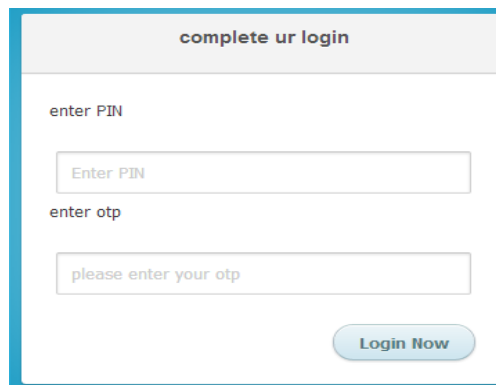 complete ur login
enter PIN
Enter PIN
enter otp
please enter your otp
Login Now